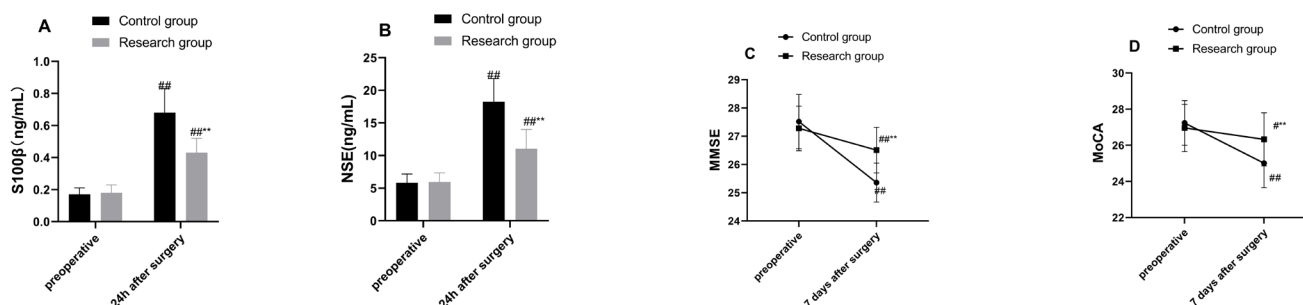 A
Control group
Research group
S100β(ng/mL)
1.0
0.8
0.6
0.4
0.2
0.0
##
##**
preoperative
24h after surgery
B
Control group
Research group
NSE(ng/mL)
25
20
15
10
5
0
##
##**
preoperative
24h after surgery
C
Control group
Research group
MMSE
29
28
27
26
25
24
##**
##
preoperative
7 days after surgery
D
Control group
Research group
MoCA
30
28
26
24
22
#**
##
preoperative
7 days after surgery